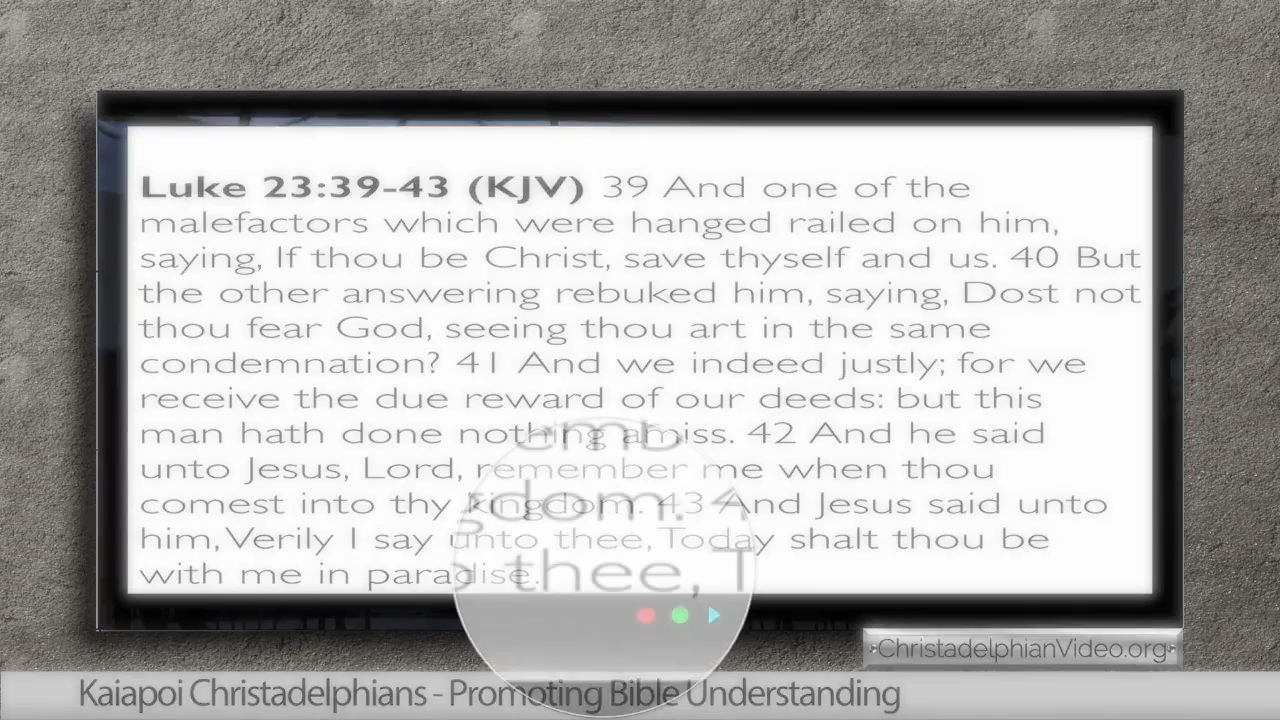 Luke 23:39-43 (KJV) 39 And one of the
malefactors which were hanged railed on him,
saying, If thou be Christ, save thyself and us. 40 But
the other answering rebuked him, saying, Dost not
thou fear God, seeing thou art in the same
condemnation? 41 And we indeed justly; for we
receive the due reward of our deeds: but this
man hath done nothing amiss. 42 And he said
unto Jesus, Lord, remember me when thou
comest into thy kingdom. 43 And Jesus said unto
him, Verily I say unto thee, Today shalt thou be
with me in paradise.
gdom. 4
thee, T
ChristadelphianVideo.org
Kaiapoi Christadelphians - Promoting Bible Understanding